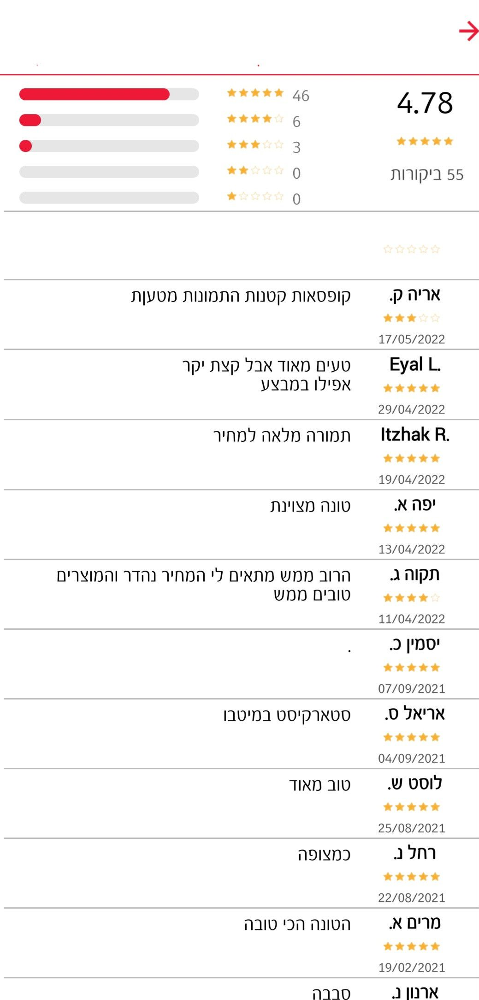 4.78
55 ביקורות
46
6
3
0
0
אריה ק.
17/05/2022
קופסאות קטנות התמונות מטעןת
Eyal L.
29/04/2022
טעים מאוד אבל קצת יקר
אפילו במבצע
Itzhak R.
19/04/2022
תמורה מלאה למחיר
יפה א.
13/04/2022
טונה מצוינת
תקוה ג.
11/04/2022
הרוב ממש מתאים לי המחיר נהדר והמוצרים
טובים ממש
יסמין כ.
07/09/2021
.
אריאל ס.
04/09/2021
סטארקיסט במיטבו
לוסט ש.
25/08/2021
טוב מאוד
רחל נ.
22/08/2021
כמצופה
מרים א.
19/02/2021
הטונה הכי טובה
ארנון נ.
סבבה